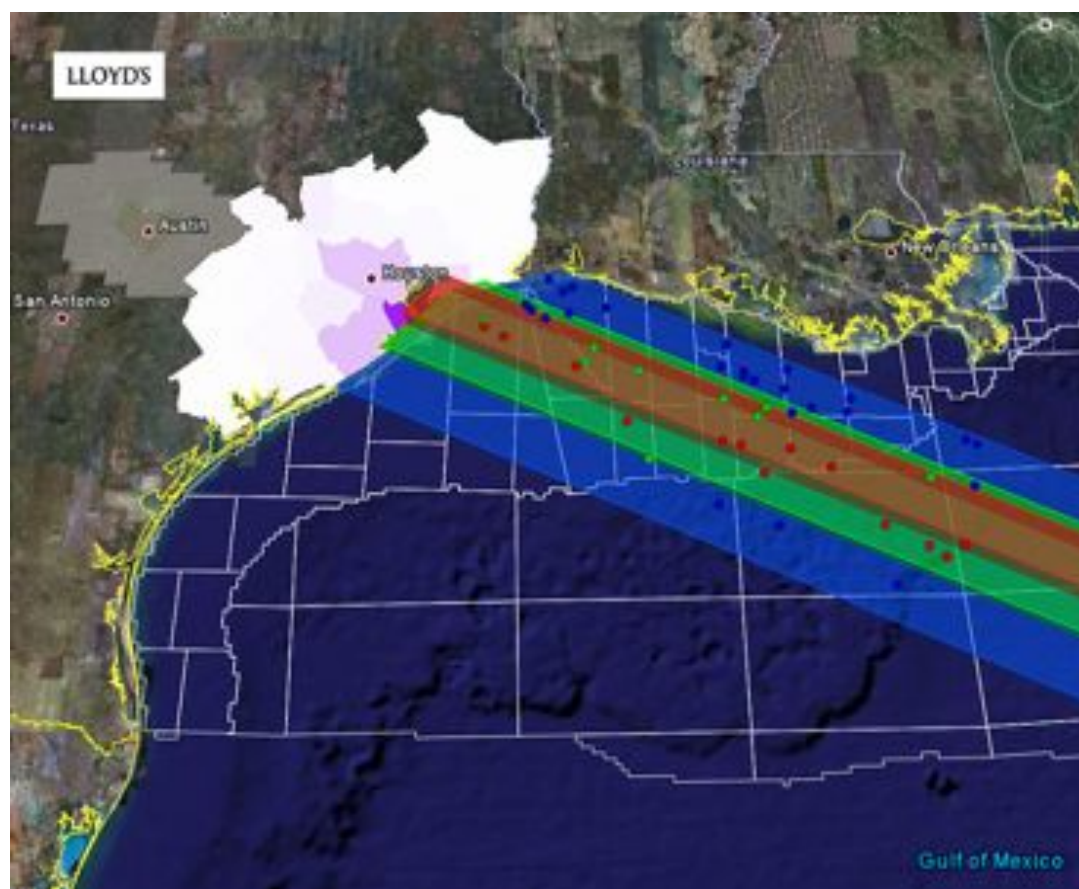 LLOYD'S
Texas
Louisiana
Austin
Houston
New Orleans
San Antonio
Gulf of Mexico